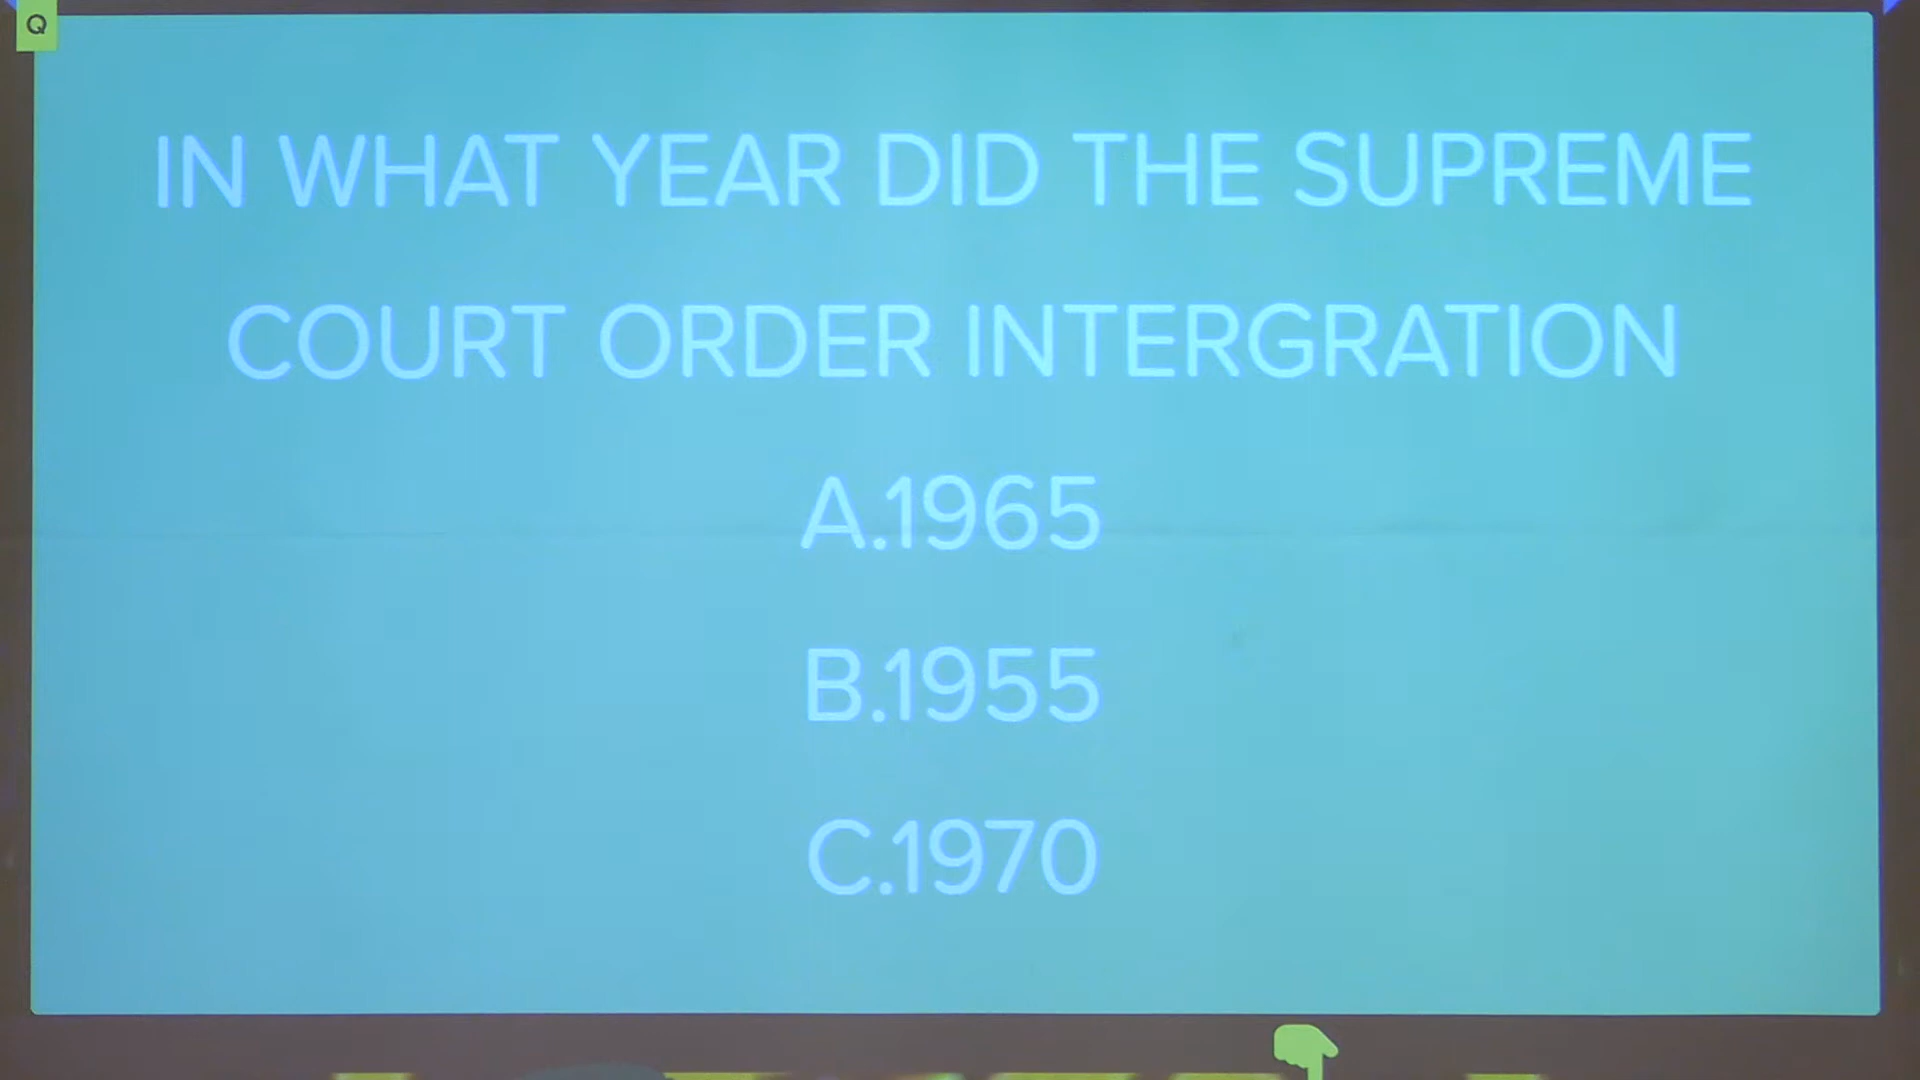 Q
IN WHAT YEAR DID THE SUPREME
COURT ORDER INTERGRATION
A.1965
B.1955
C.1970